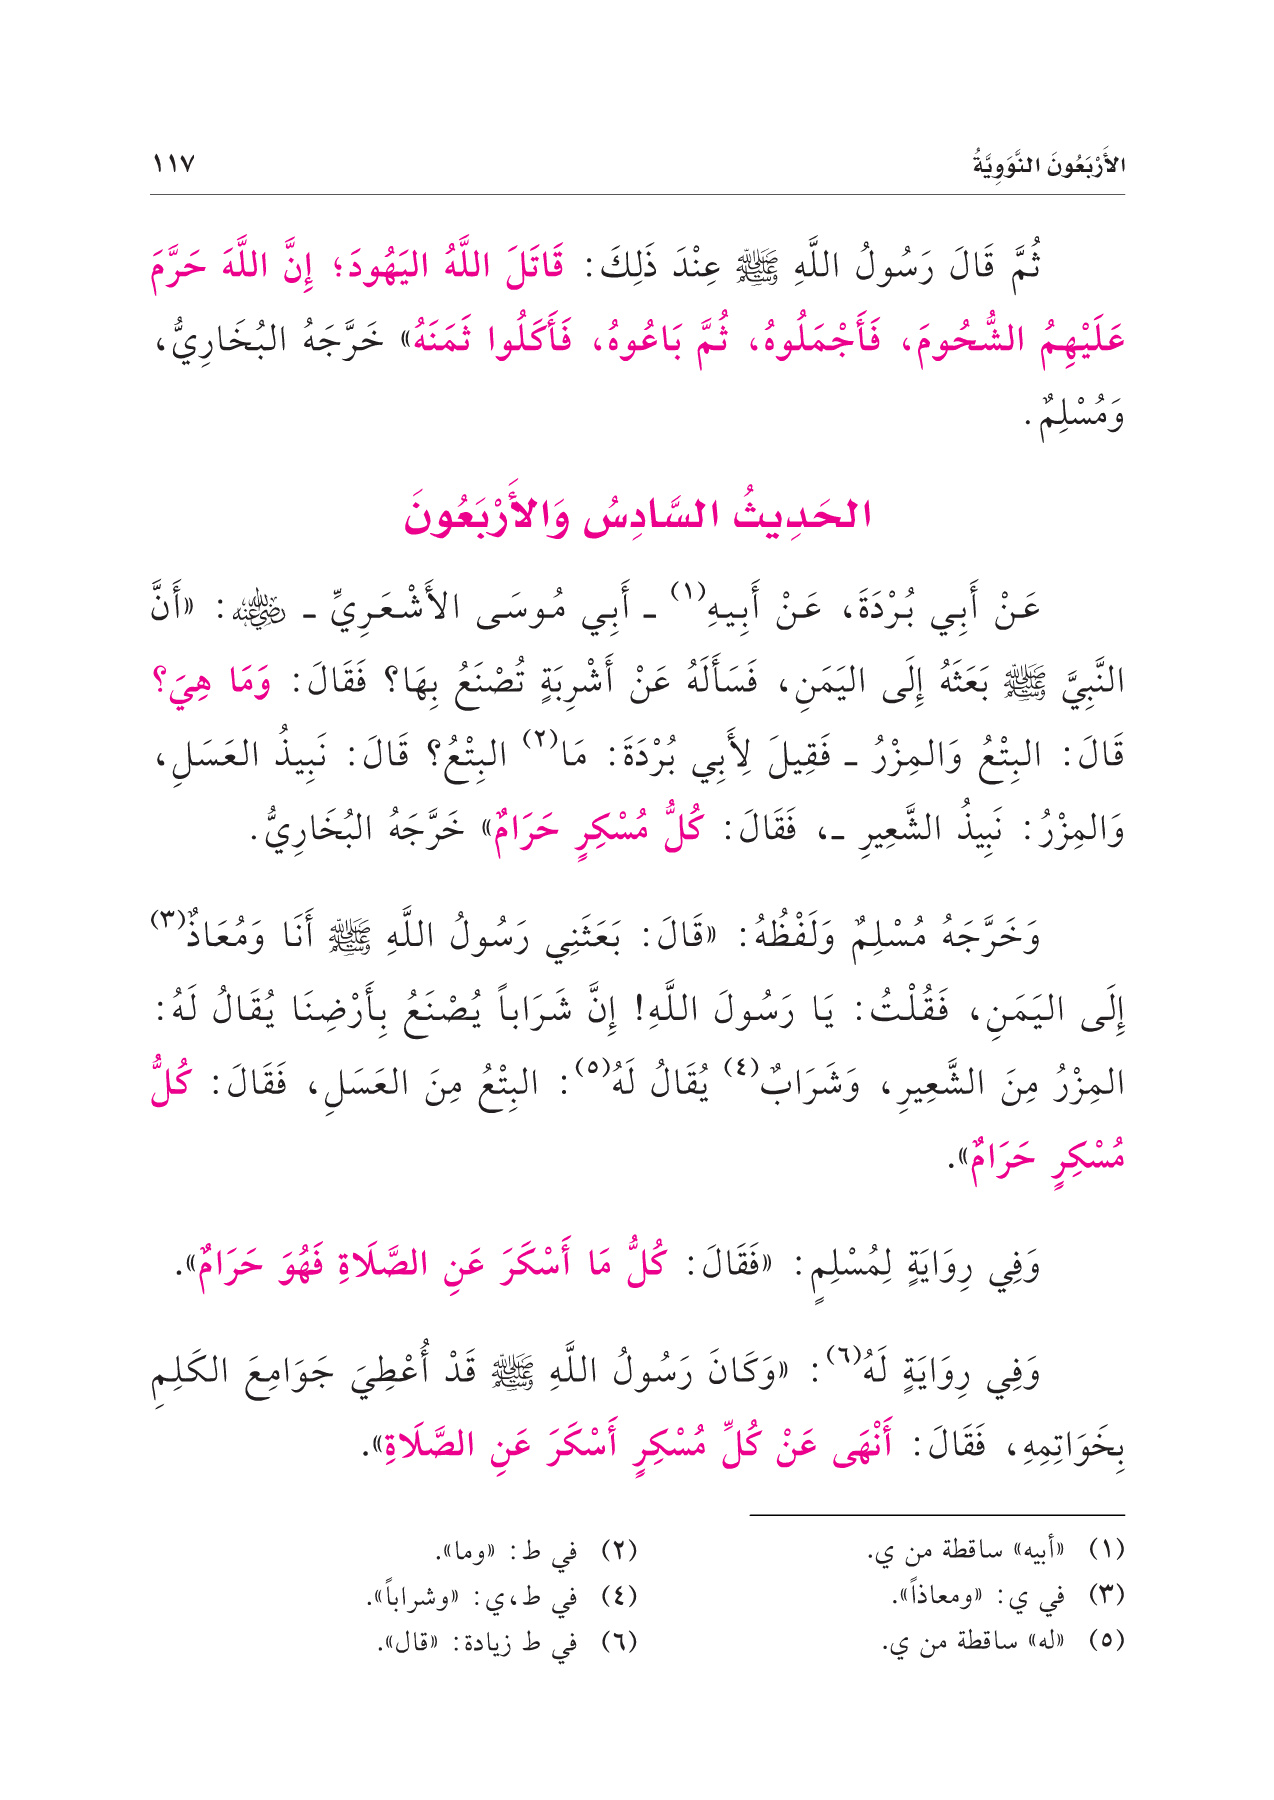 الأَرْبَعُونَ النَّوَوِيَّةُ ١١٧
ثُمَّ قَالَ رَسُولُ اللَّهِ ﷺ عِنْدَ ذَلِكَ: قَاتَلَ اللَّهُ اليَهُودَ؛ إِنَّ اللَّهَ حَرَّمَ
عَلَيْهِمُ الشُّحُومَ، فَأَجْمَلُوهُ، ثُمَّ بَاعُوهُ، فَأَكَلُوا ثَمَنَهُ» خَرَّجَهُ البُخَارِيُّ،
وَمُسْلِمٌ.
الحَدِيثُ السَّادِسُ وَالأَرْبَعُونَ
عَنْ أَبِي بُرْدَةَ، عَنْ أَبِيهِ(١) ـ أَبِي مُوسَى الأَشْعَرِيِّ ـ رضي الله عنه: «أَنَّ
النَّبِيَّ ﷺ بَعَثَهُ إِلَى اليَمَنِ، فَسَأَلَهُ عَنْ أَشْرِبَةٍ تُصْنَعُ بِهَا؟ فَقَالَ: وَمَا هِيَ؟
قَالَ: البِتْعُ وَالمِزْرُ ـ فَقِيلَ لِأَبِي بُرْدَةَ: مَا(٢) البِتْعُ؟ قَالَ: نَبِيذُ العَسَلِ،
وَالمِزْرُ: نَبِيذُ الشَّعِيرِ ـ، فَقَالَ: كُلُّ مُسْكِرٍ حَرَامٌ» خَرَّجَهُ البُخَارِيُّ.
وَخَرَّجَهُ مُسْلِمٌ وَلَفْظُهُ: «قَالَ: بَعَثَنِي رَسُولُ اللَّهِ ﷺ أَنَا وَمُعَاذٌ(٣)
إِلَى اليَمَنِ، فَقُلْتُ: يَا رَسُولَ اللَّهِ! إِنَّ شَرَاباً يُصْنَعُ بِأَرْضِنَا يُقَالُ لَهُ:
المِزْرُ مِنَ الشَّعِيرِ، وَشَرَابٌ(٤) يُقَالُ لَهُ(٥): البِتْعُ مِنَ العَسَلِ، فَقَالَ: كُلُّ
مُسْكِرٍ حَرَامٌ».
وَفِي رِوَايَةٍ لِمُسْلِمٍ: «فَقَالَ: كُلُّ مَا أَسْكَرَ عَنِ الصَّلَاةِ فَهُوَ حَرَامٌ».
وَفِي رِوَايَةٍ لَهُ(٦): «وَكَانَ رَسُولُ اللَّهِ ﷺ قَدْ أُعْطِيَ جَوَامِعَ الكَلِمِ
بِخَوَاتِمِهِ، فَقَالَ: أَنْهَى عَنْ كُلِّ مُسْكِرٍ أَسْكَرَ عَنِ الصَّلَاةِ».
(١) «أبيه» ساقطة من ي. (٢) في ط: «وما».
(٣) في ي: «ومعاذاً». (٤) في ط،ي: «وشراباً».
(٥) «له» ساقطة من ي. (٦) في ط زيادة: «قال».